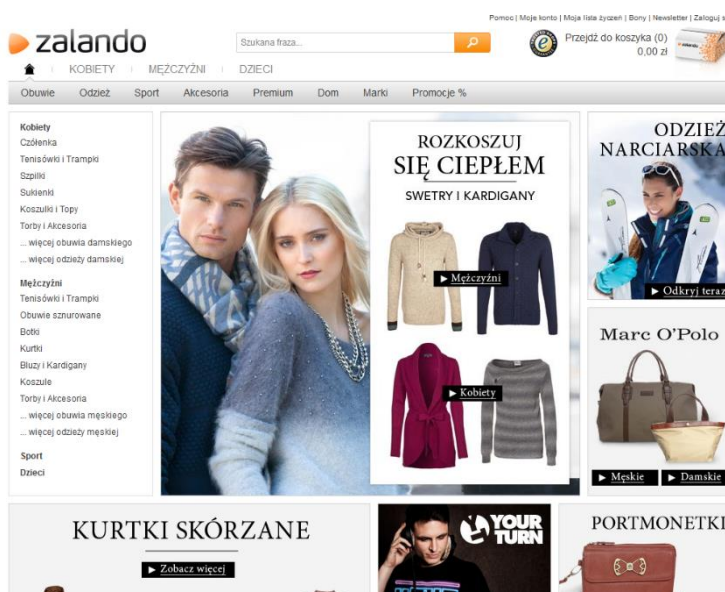 Pomoc | Moje konto | Moja lista życzeń | Bony | Newsletter | Zaloguj s
zalando
Szukana fraza...
Przejdź do koszyka (0)
0,00 zł
KOBIETY
MĘŻCZYŹNI
DZIECI
Obuwie Odzież Sport Akcesoria Premium Dom Marki Promocje %
Kobiety
Czółenka
Tenisówki i Trampki
Szpilki
Sukienki
Koszulki i Topy
Torby i Akcesoria
... więcej obuwia damskiego
... więcej odzieży damskiej
Mężczyźni
Tenisówki i Trampki
Obuwie sznurowane
Botki
Kurtki
Bluzy i Kardigany
Koszule
Torby i Akcesoria
... więcej obuwia męskiego
... więcej odzieży męskiej
Sport
Dzieci
ROZKOSZUJ
SIĘ CIEPŁEM
SWETRY I KARDIGANY
Mężczyźni
Kobiety
ODZIEŻ
NARCIARSKA
Odkryj teraz
Marc O'Polo
Męskie
Damskie
KURTKI SKÓRZANE
Zobacz więcej
YOUR
TURN
PORTMONETKI